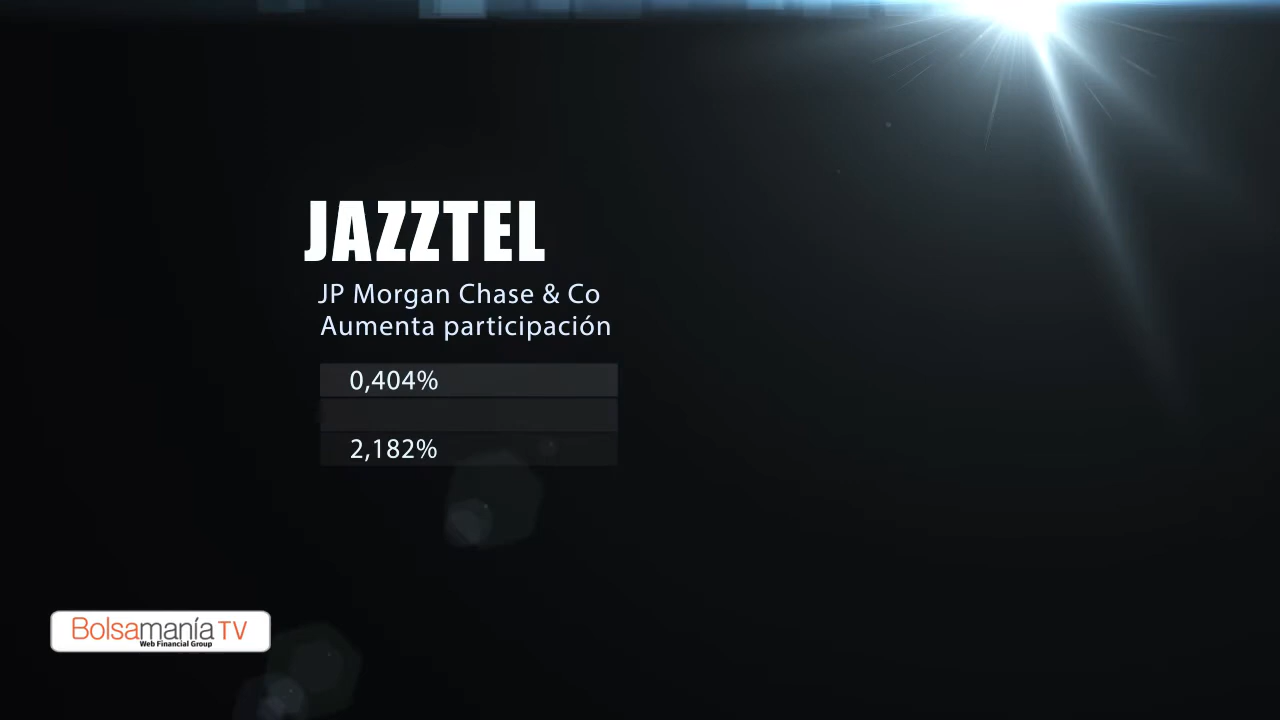 JAZZTEL
JP Morgan Chase & Co
Aumenta participación
0,404%
2,182%
Bolsamanía TV
Web Financial Group